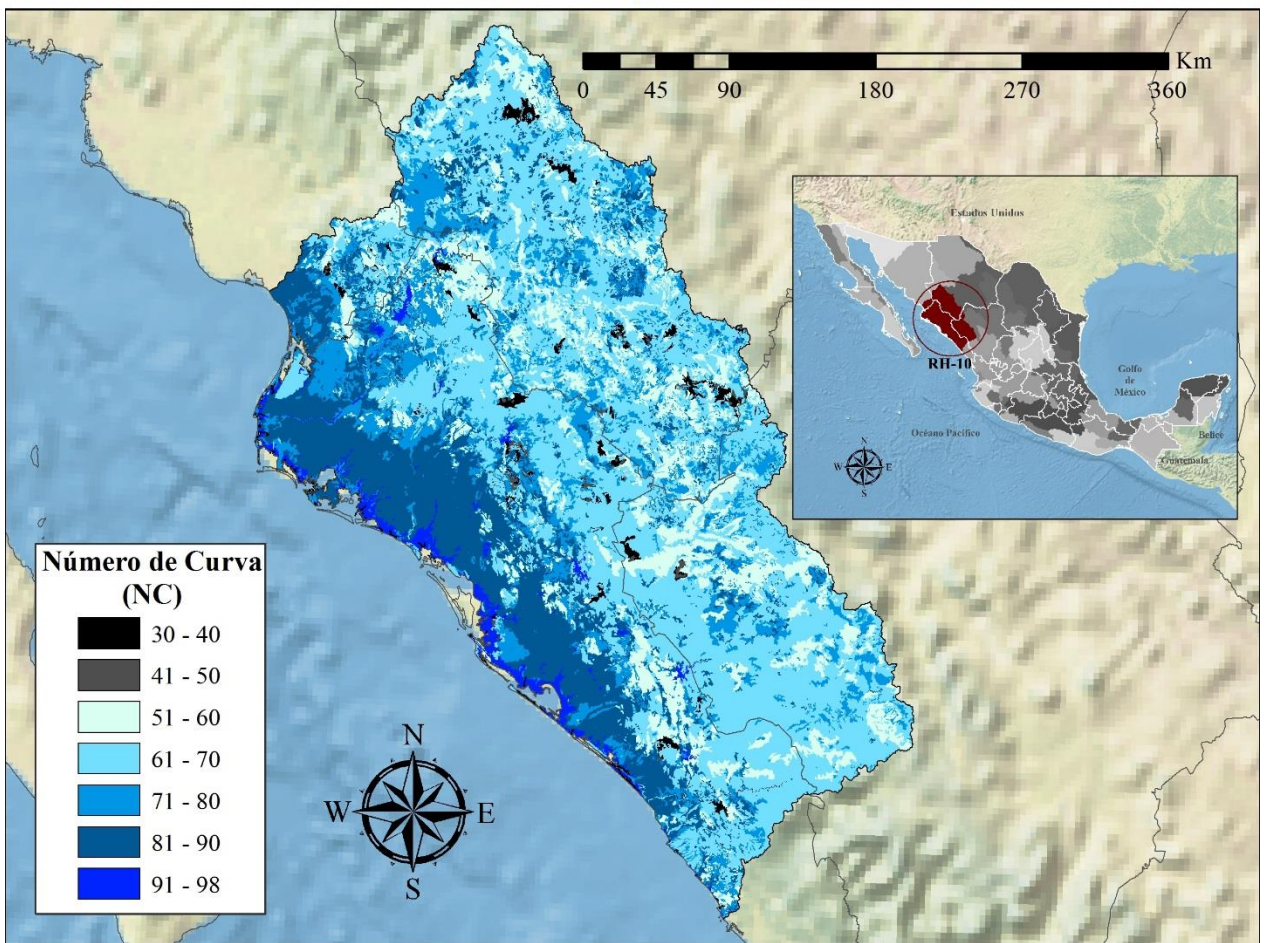 Km
0 45 90 180 270 360
Estados Unidos
RH-10
Golfo
de
México
Océano Pacífico
Belice
Guatemala
N
W E
S
Número de Curva
(NC)
30 - 40
41 - 50
51 - 60
61 - 70
71 - 80
81 - 90
91 - 98
N
W E
S